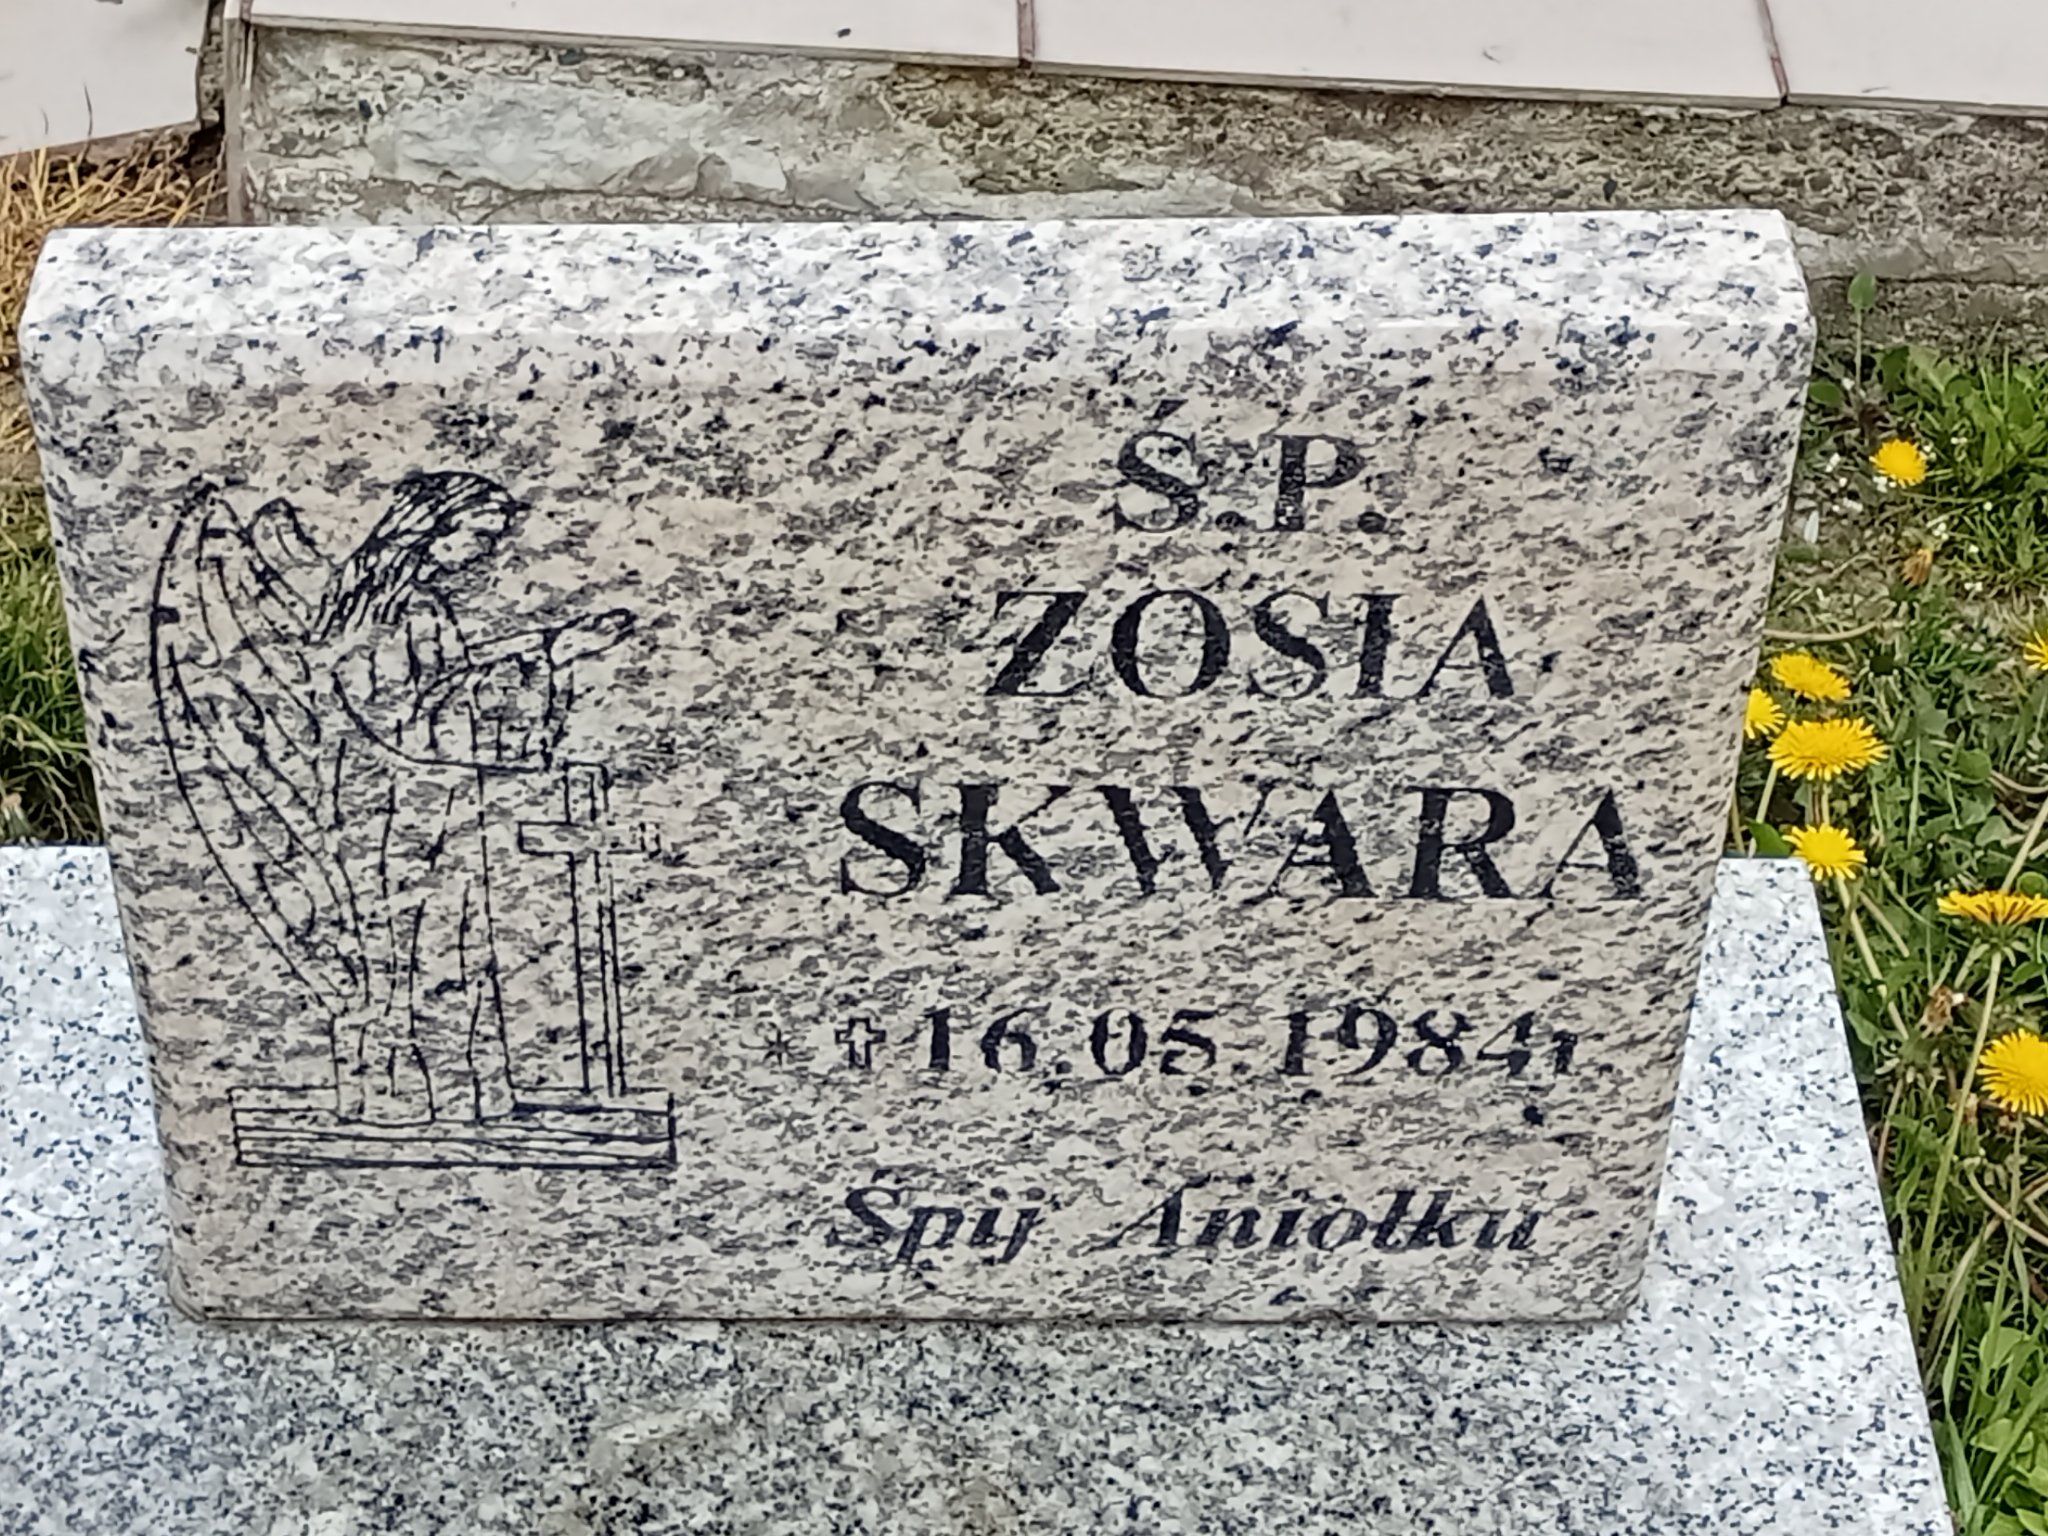 Ś.P.
ZOSIA
SKWARA
* ✝ 16.05.1984r
Śpij Aniołku